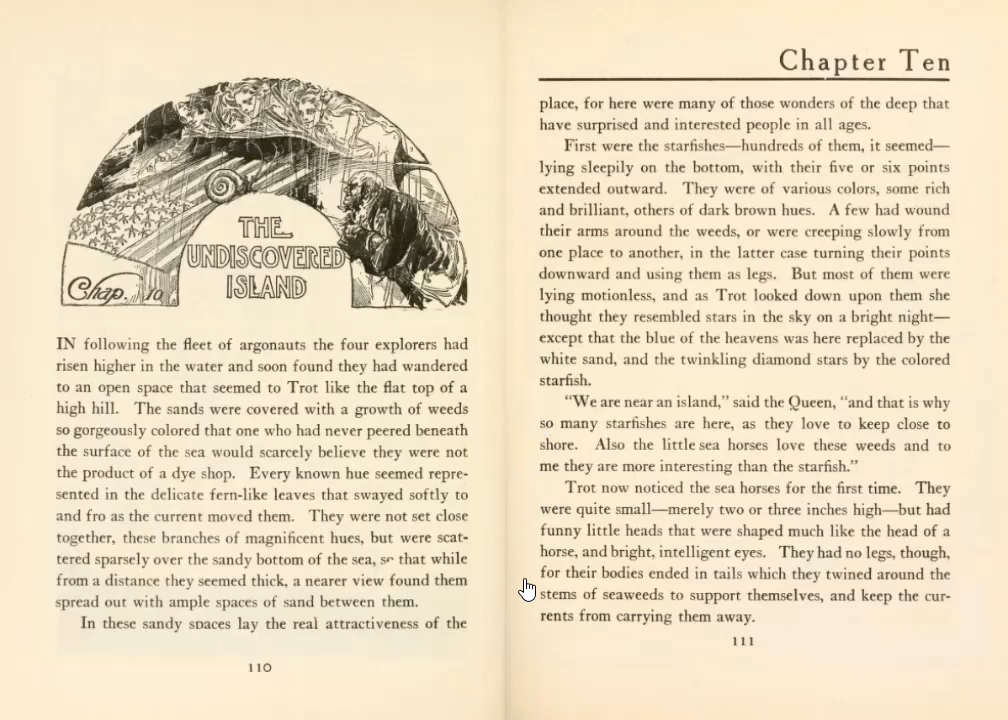 THE
UNDISCOVERED
ISLAND
Chap. 10
IN following the fleet of argonauts the four explorers had
risen higher in the water and soon found they had wandered
to an open space that seemed to Trot like the flat top of a
high hill. The sands were covered with a growth of weeds
so gorgeously colored that one who had never peered beneath
the surface of the sea would scarcely believe they were not
the product of a dye shop. Every known hue seemed repre-
sented in the delicate fern-like leaves that swayed softly to
and fro as the current moved them. They were not set close
together, these branches of magnificent hues, but were scat-
tered sparsely over the sandy bottom of the sea, so that while
from a distance they seemed thick, a nearer view found them
spread out with ample spaces of sand between them.
In these sandy spaces lay the real attractiveness of the
110
Chapter Ten
place, for here were many of those wonders of the deep that
have surprised and interested people in all ages.
First were the starfishes—hundreds of them, it seemed—
lying sleepily on the bottom, with their five or six points
extended outward. They were of various colors, some rich
and brilliant, others of dark brown hues. A few had wound
their arms around the weeds, or were creeping slowly from
one place to another, in the latter case turning their points
downward and using them as legs. But most of them were
lying motionless, and as Trot looked down upon them she
thought they resembled stars in the sky on a bright night—
except that the blue of the heavens was here replaced by the
white sand, and the twinkling diamond stars by the colored
starfish.
“We are near an island,” said the Queen, “and that is why
so many starfishes are here, as they love to keep close to
shore. Also the little sea horses love these weeds and to
me they are more interesting than the starfish.”
Trot now noticed the sea horses for the first time. They
were quite small—merely two or three inches high—but had
funny little heads that were shaped much like the head of a
horse, and bright, intelligent eyes. They had no legs, though,
for their bodies ended in tails which they twined around the
stems of seaweeds to support themselves, and keep the cur-
rents from carrying them away.
111